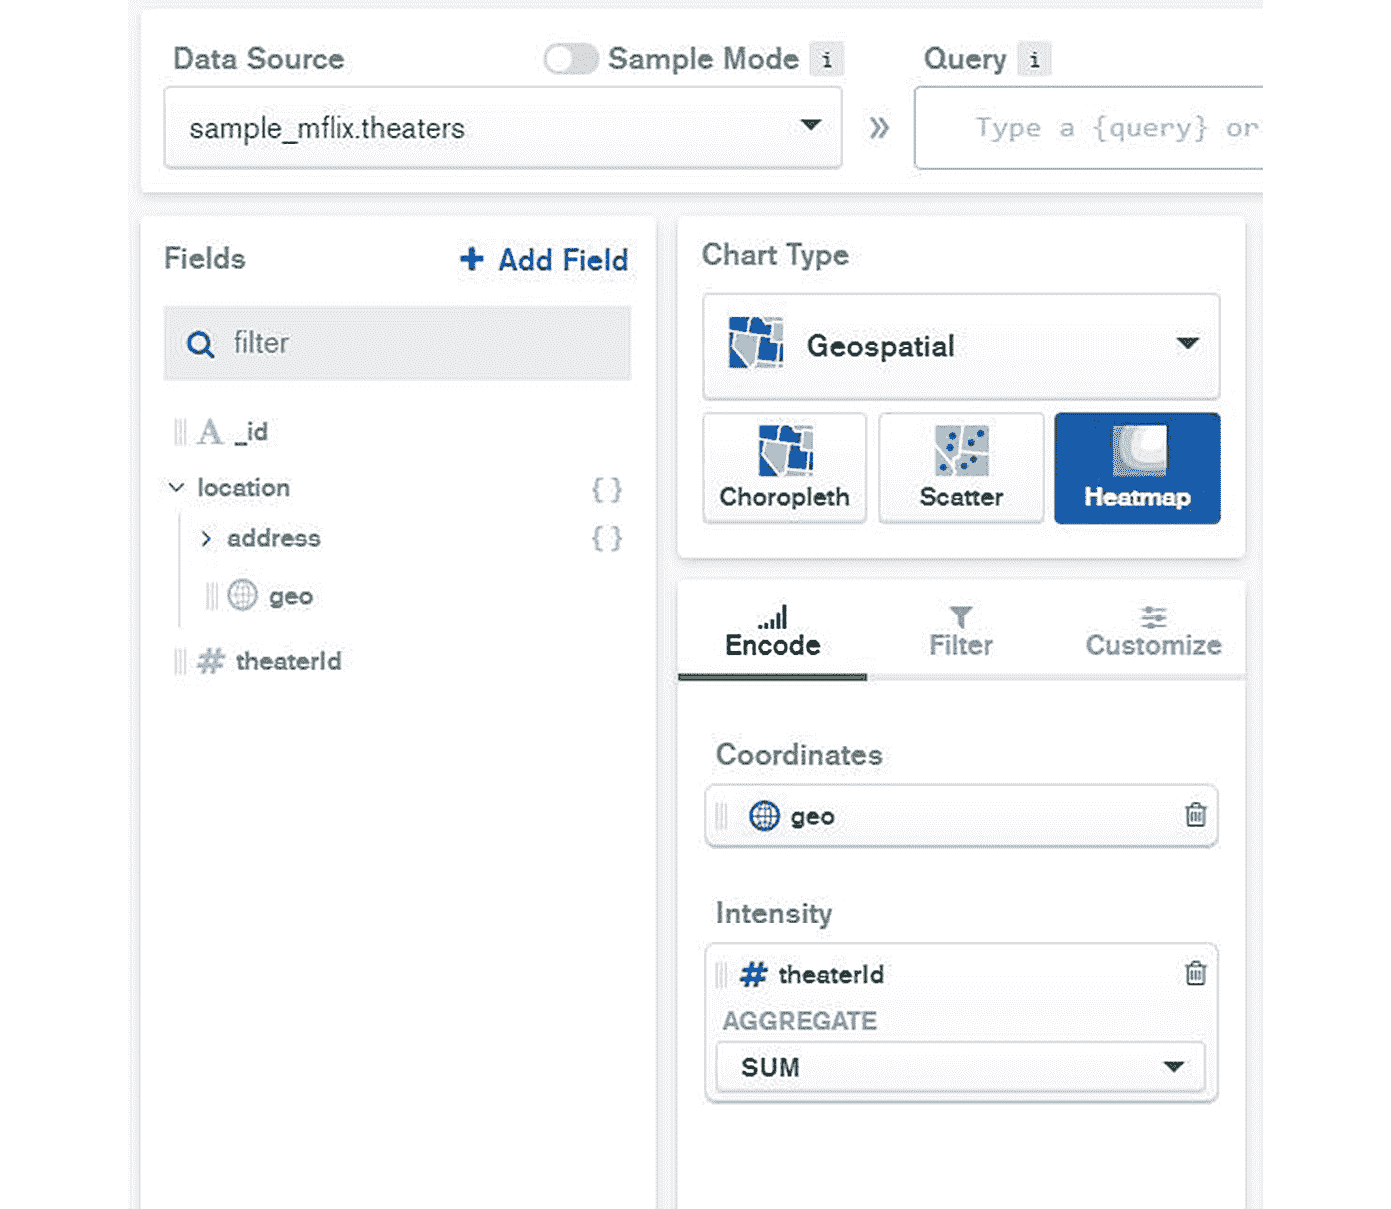 Data Source
Sample Mode i
Query i
sample_mflix.theaters
»
Type a {query} or
Fields
+ Add Field
filter
A _id
location { }
address { }
geo
# theaterId
Chart Type
Geospatial
Choropleth
Scatter
Heatmap
Encode
Filter
Customize
Coordinates
geo
Intensity
# theaterId
AGGREGATE
SUM